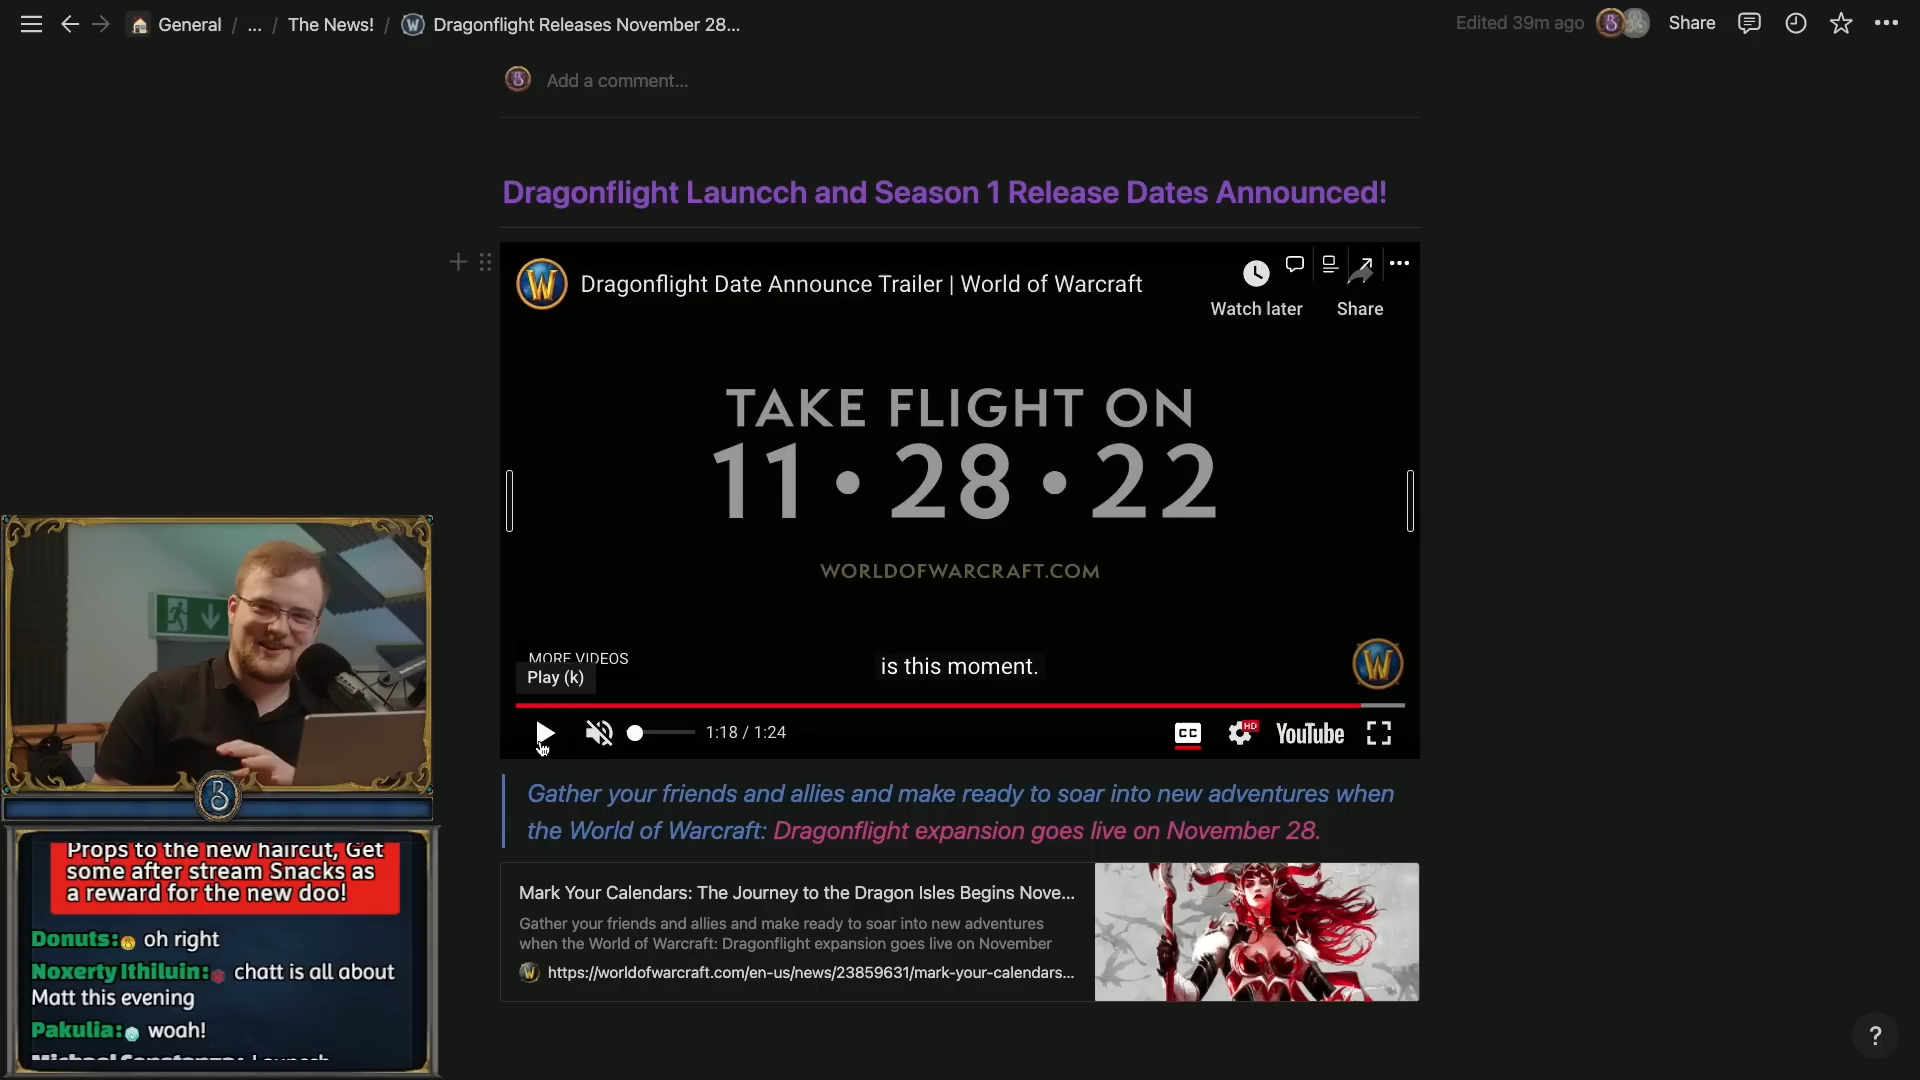 General / ... / The News! / Dragonflight Releases November 28...
Edited 39m ago
Share
Add a comment...
Dragonflight Launcch and Season 1 Release Dates Announced!
Dragonflight Date Announce Trailer | World of Warcraft
Watch later
Share
TAKE FLIGHT ON
11 • 28 • 22
WORLDOFWARCRAFT.COM
MORE VIDEOS
Play (k)
is this moment.
1:18 / 1:24
CC
HD
YouTube
Gather your friends and allies and make ready to soar into new adventures when
the World of Warcraft: Dragonflight expansion goes live on November 28.
Mark Your Calendars: The Journey to the Dragon Isles Begins Nove...
Gather your friends and allies and make ready to soar into new adventures
when the World of Warcraft: Dragonflight expansion goes live on November
https://worldofwarcraft.com/en-us/news/23859631/mark-your-calendars...
Props to the new haircut, Get
some after stream Snacks as
a reward for the new doo!
Donuts: oh right
Noxerty Ithiluin: chatt is all about
Matt this evening
Pakulia: woah!
?